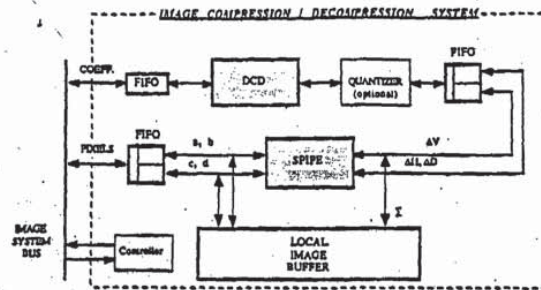 IMAGE COMPRESSION / DECOMPRESSION SYSTEM
FIFO
COEFF.
FIFO
DCD
QUANTIZER
(optional)
FIFO
a, b
ΔV
PIXELS
SPIPE
c, d
ΔH, ΔD
Σ
IMAGE
SYSTEM
BUS
Controller
LOCAL
IMAGE
BUFFER